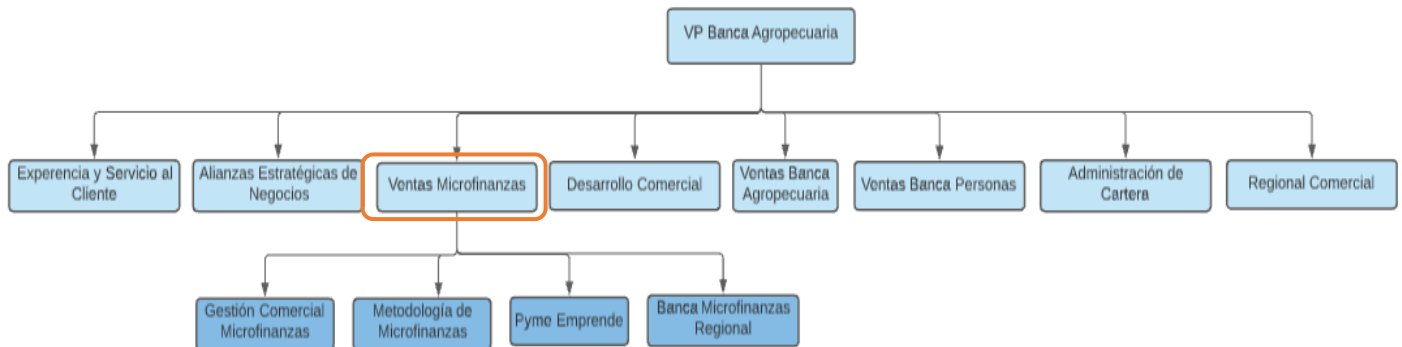 VP Banca Agropecuaria
Experencia y Servicio al
Cliente
Alianzas Estratégicas de
Negocios
Ventas Microfinanzas
Desarrollo Comercial
Ventas Banca
Agropecuaria
Ventas Banca Personas
Administración de
Cartera
Regional Comercial
Gestión Comercial
Microfinanzas
Metodología de
Microfinanzas
Pyme Emprende
Banca Microfinanzas
Regional